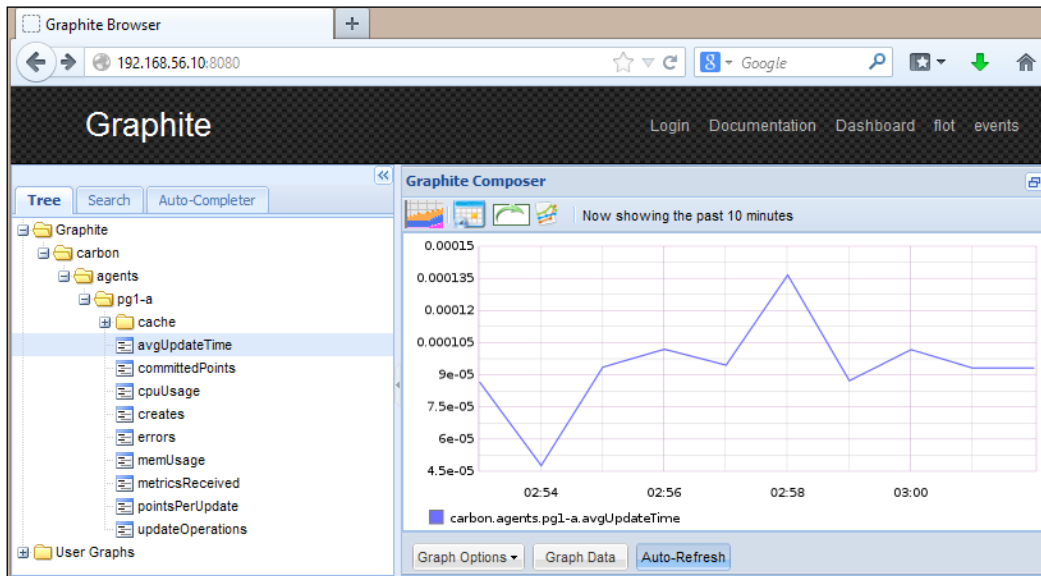 Graphite Browser
192.168.56.10:8080
Google
Graphite
Login Documentation Dashboard flot events
Tree Search Auto-Completer
Graphite
carbon
agents
pg1-a
cache
avgUpdateTime
committedPoints
cpuUsage
creates
errors
memUsage
metricsReceived
pointsPerUpdate
updateOperations
User Graphs
Graphite Composer
Now showing the past 10 minutes
0.00015
0.000135
0.00012
0.000105
9e-05
7.5e-05
6e-05
4.5e-05
02:54 02:56 02:58 03:00
carbon.agents.pg1-a.avgUpdateTime
Graph Options Graph Data Auto-Refresh